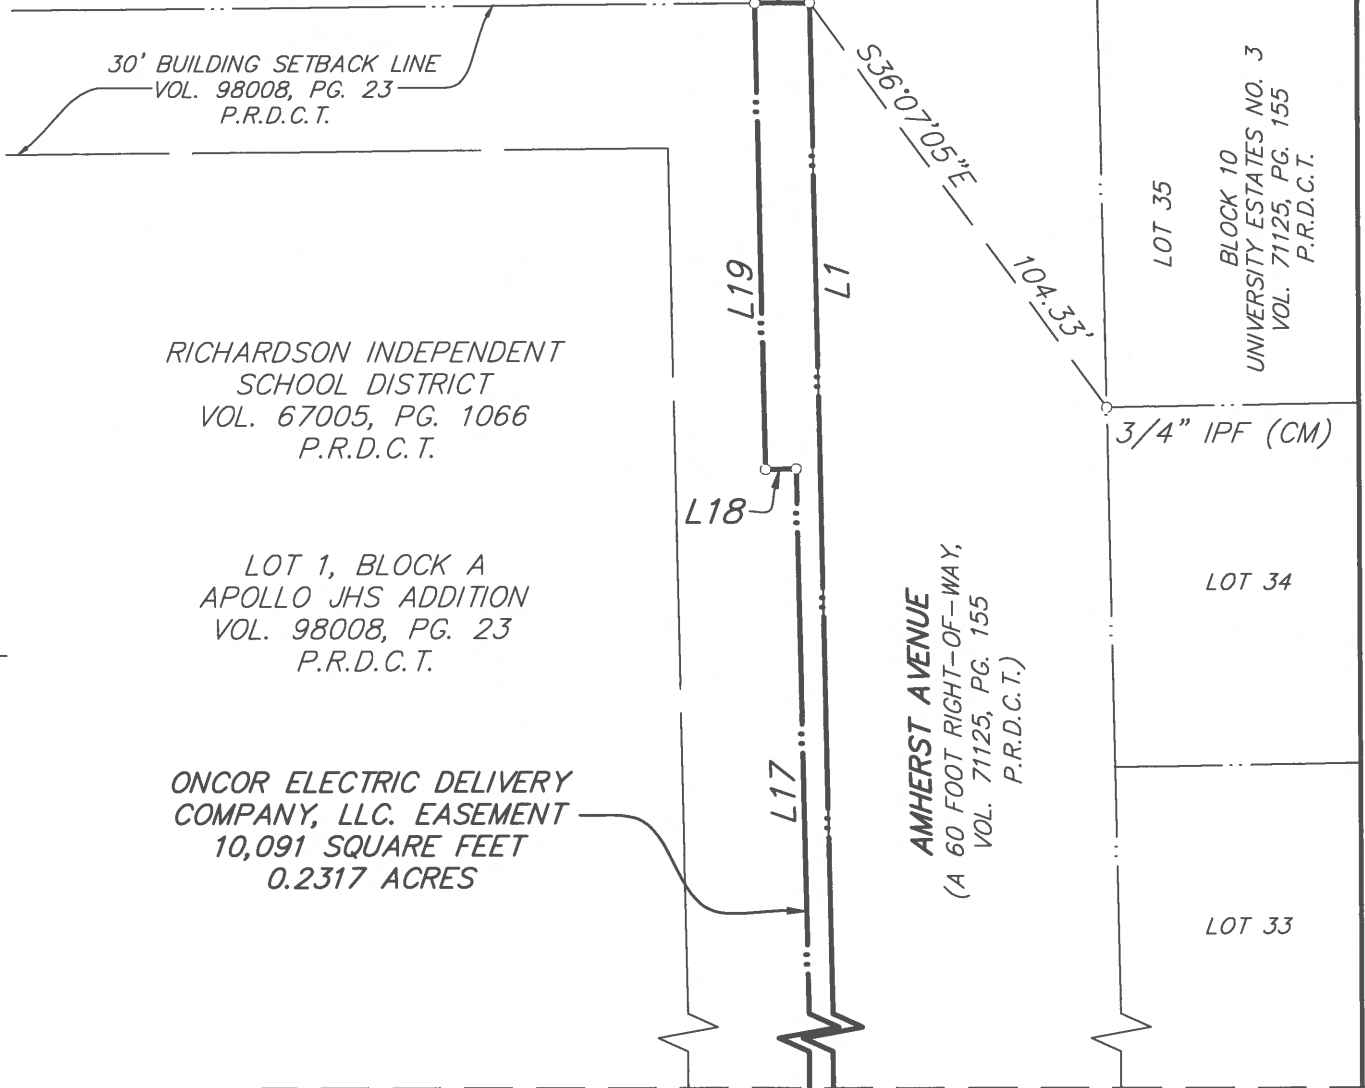 30' BUILDING SETBACK LINE
VOL. 98008, PG. 23
P.R.D.C.T.
S36°07'05"E
104.33'
LOT 35
BLOCK 10
UNIVERSITY ESTATES NO. 3
VOL. 71125, PG. 155
P.R.D.C.T.
L19
L1
RICHARDSON INDEPENDENT
SCHOOL DISTRICT
VOL. 67005, PG. 1066
P.R.D.C.T.
3/4" IPF (CM)
L18
LOT 1, BLOCK A
APOLLO JHS ADDITION
VOL. 98008, PG. 23
P.R.D.C.T.
LOT 34
AMHERST AVENUE
(A 60 FOOT RIGHT-OF-WAY,
VOL. 71125, PG. 155
P.R.D.C.T.)
L17
ONCOR ELECTRIC DELIVERY
COMPANY, LLC. EASEMENT
10,091 SQUARE FEET
0.2317 ACRES
LOT 33